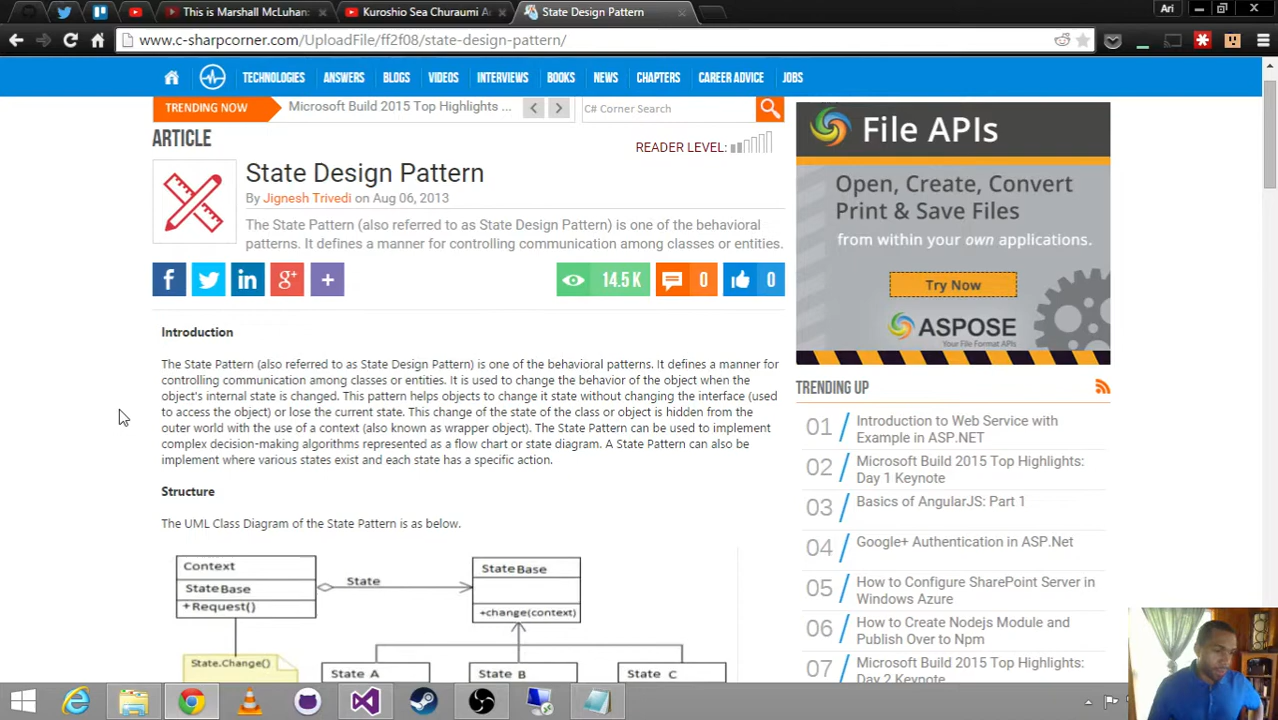 This is Marshall McLuhan:
Kuroshio Sea Churaumi A
State Design Pattern
Ari
www.c-sharpcorner.com/UploadFile/ff2f08/state-design-pattern/
TECHNOLOGIES ANSWERS BLOGS VIDEOS INTERVIEWS BOOKS NEWS CHAPTERS CAREER ADVICE JOBS
TRENDING NOW Microsoft Build 2015 Top Highlights ... C# Corner Search
ARTICLE
READER LEVEL:
State Design Pattern
By Jignesh Trivedi on Aug 06, 2013
The State Pattern (also referred to as State Design Pattern) is one of the behavioral
patterns. It defines a manner for controlling communication among classes or entities.
f in g+ + 14.5 K 0 0
Introduction
The State Pattern (also referred to as State Design Pattern) is one of the behavioral patterns. It defines a manner for
controlling communication among classes or entities. It is used to change the behavior of the object when the
object's internal state is changed. This pattern helps objects to change it state without changing the interface (used
to access the object) or lose the current state. This change of the state of the class or object is hidden from the
outer world with the use of a context (also known as wrapper object). The State Pattern can be used to implement
complex decision-making algorithms represented as a flow chart or state diagram. A State Pattern can also be
implement where various states exist and each state has a specific action.
Structure
The UML Class Diagram of the State Pattern is as below.
Context
StateBase
+Request()
State
StateBase
+change(context)
State.Change()
State A
State B
State C
File APIs
Open, Create, Convert
Print & Save Files
from within your own applications.
Try Now
ASPOSE
Your File Format APIs
TRENDING UP
01 Introduction to Web Service with
Example in ASP.NET
02 Microsoft Build 2015 Top Highlights:
Day 1 Keynote
03 Basics of AngularJS: Part 1
04 Google+ Authentication in ASP.Net
05 How to Configure SharePoint Server in
Windows Azure
06 How to Create Nodejs Module and
Publish Over to Npm
07 Microsoft Build 2015 Top Highlights:
Day 2 Keynote